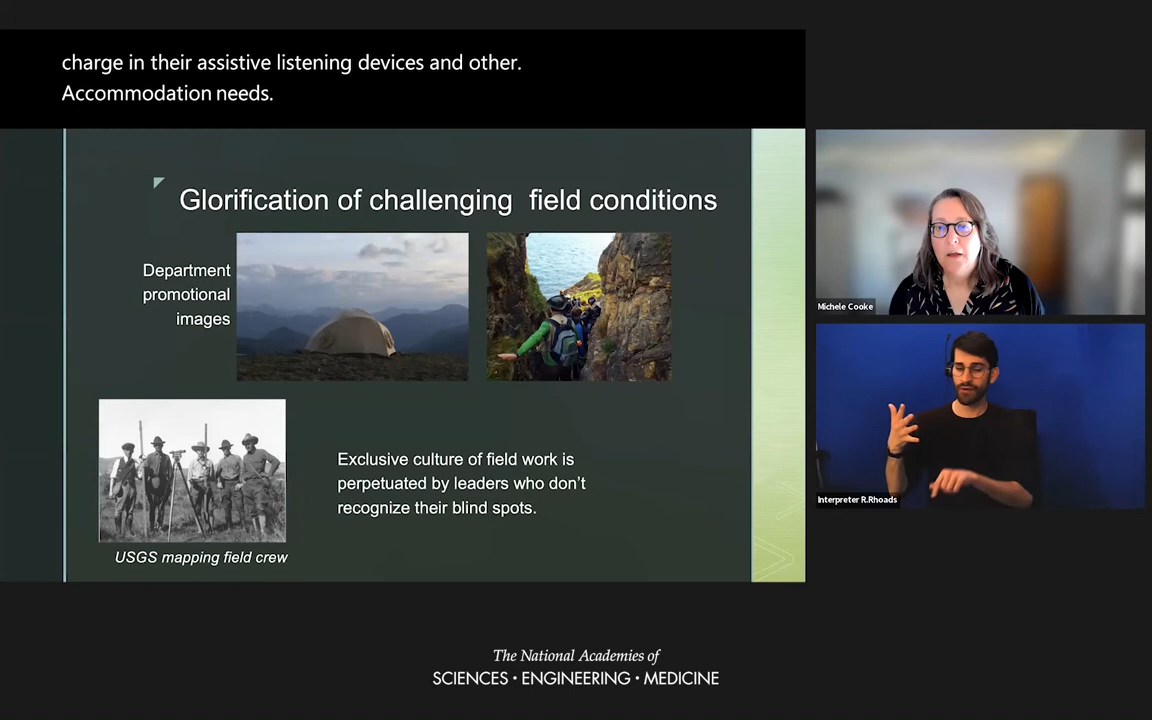 charge in their assistive listening devices and other.
Accommodation needs.
Glorification of challenging  field conditions
Department
promotional
images
Exclusive culture of field work is
perpetuated by leaders who don't
recognize their blind spots.
USGS mapping field crew
Michele Cooke
Interpreter R.Rhoads
The National Academies of
SCIENCES · ENGINEERING · MEDICINE